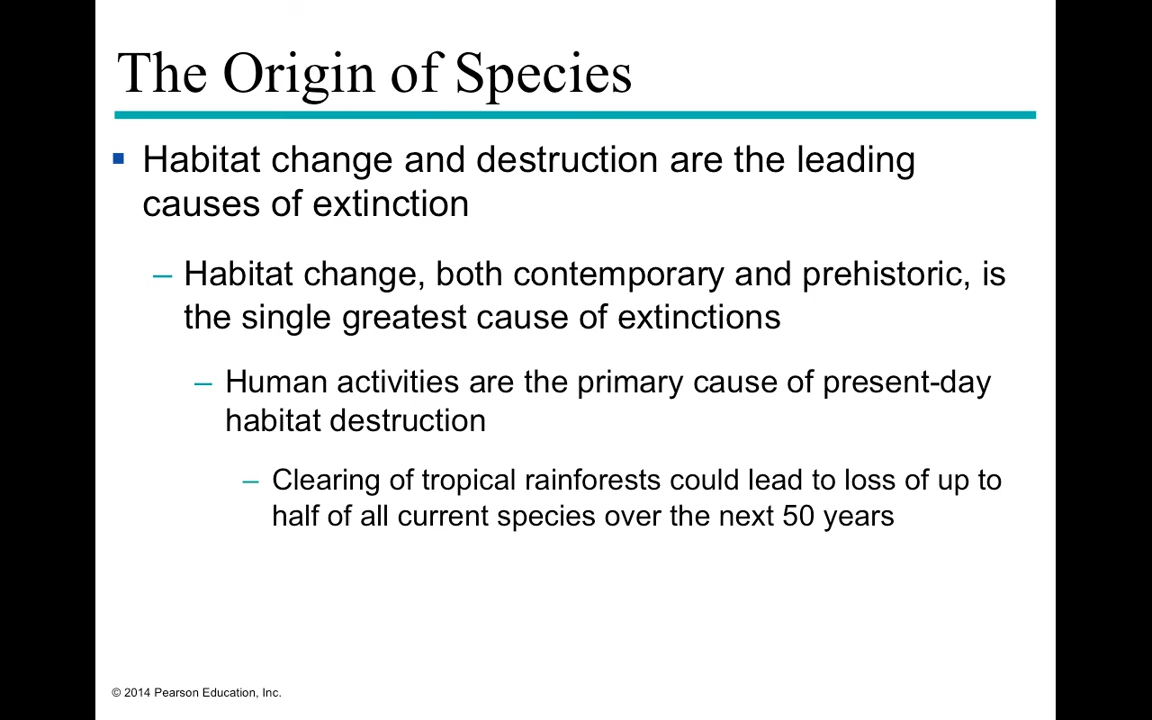 The Origin of Species
▪ Habitat change and destruction are the leading
causes of extinction
– Habitat change, both contemporary and prehistoric, is
the single greatest cause of extinctions
– Human activities are the primary cause of present-day
habitat destruction
– Clearing of tropical rainforests could lead to loss of up to
half of all current species over the next 50 years
© 2014 Pearson Education, Inc.